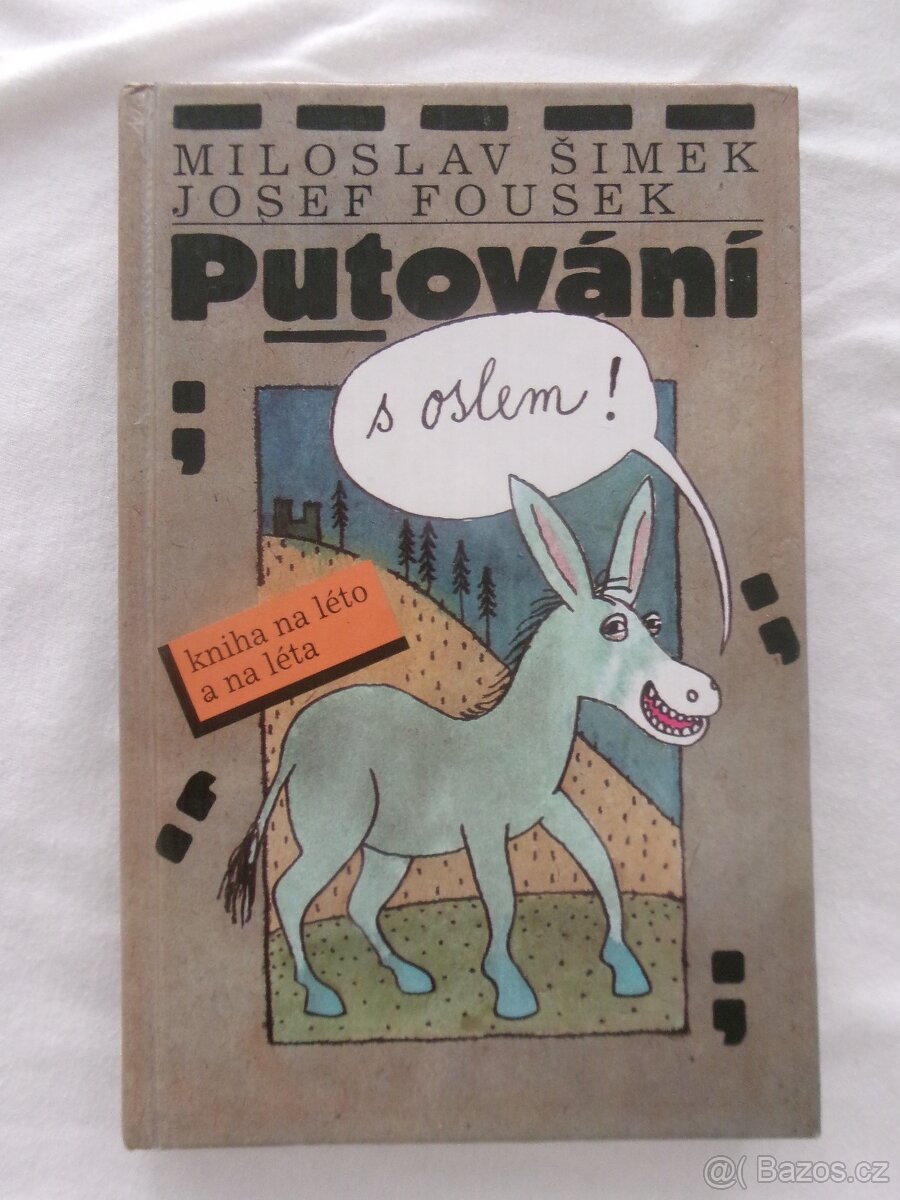 MILOSLAV ŠIMEK
JOSEF FOUSEK
Putování
s oslem!
kniha na léto
a na léta
@( Bazos.cz